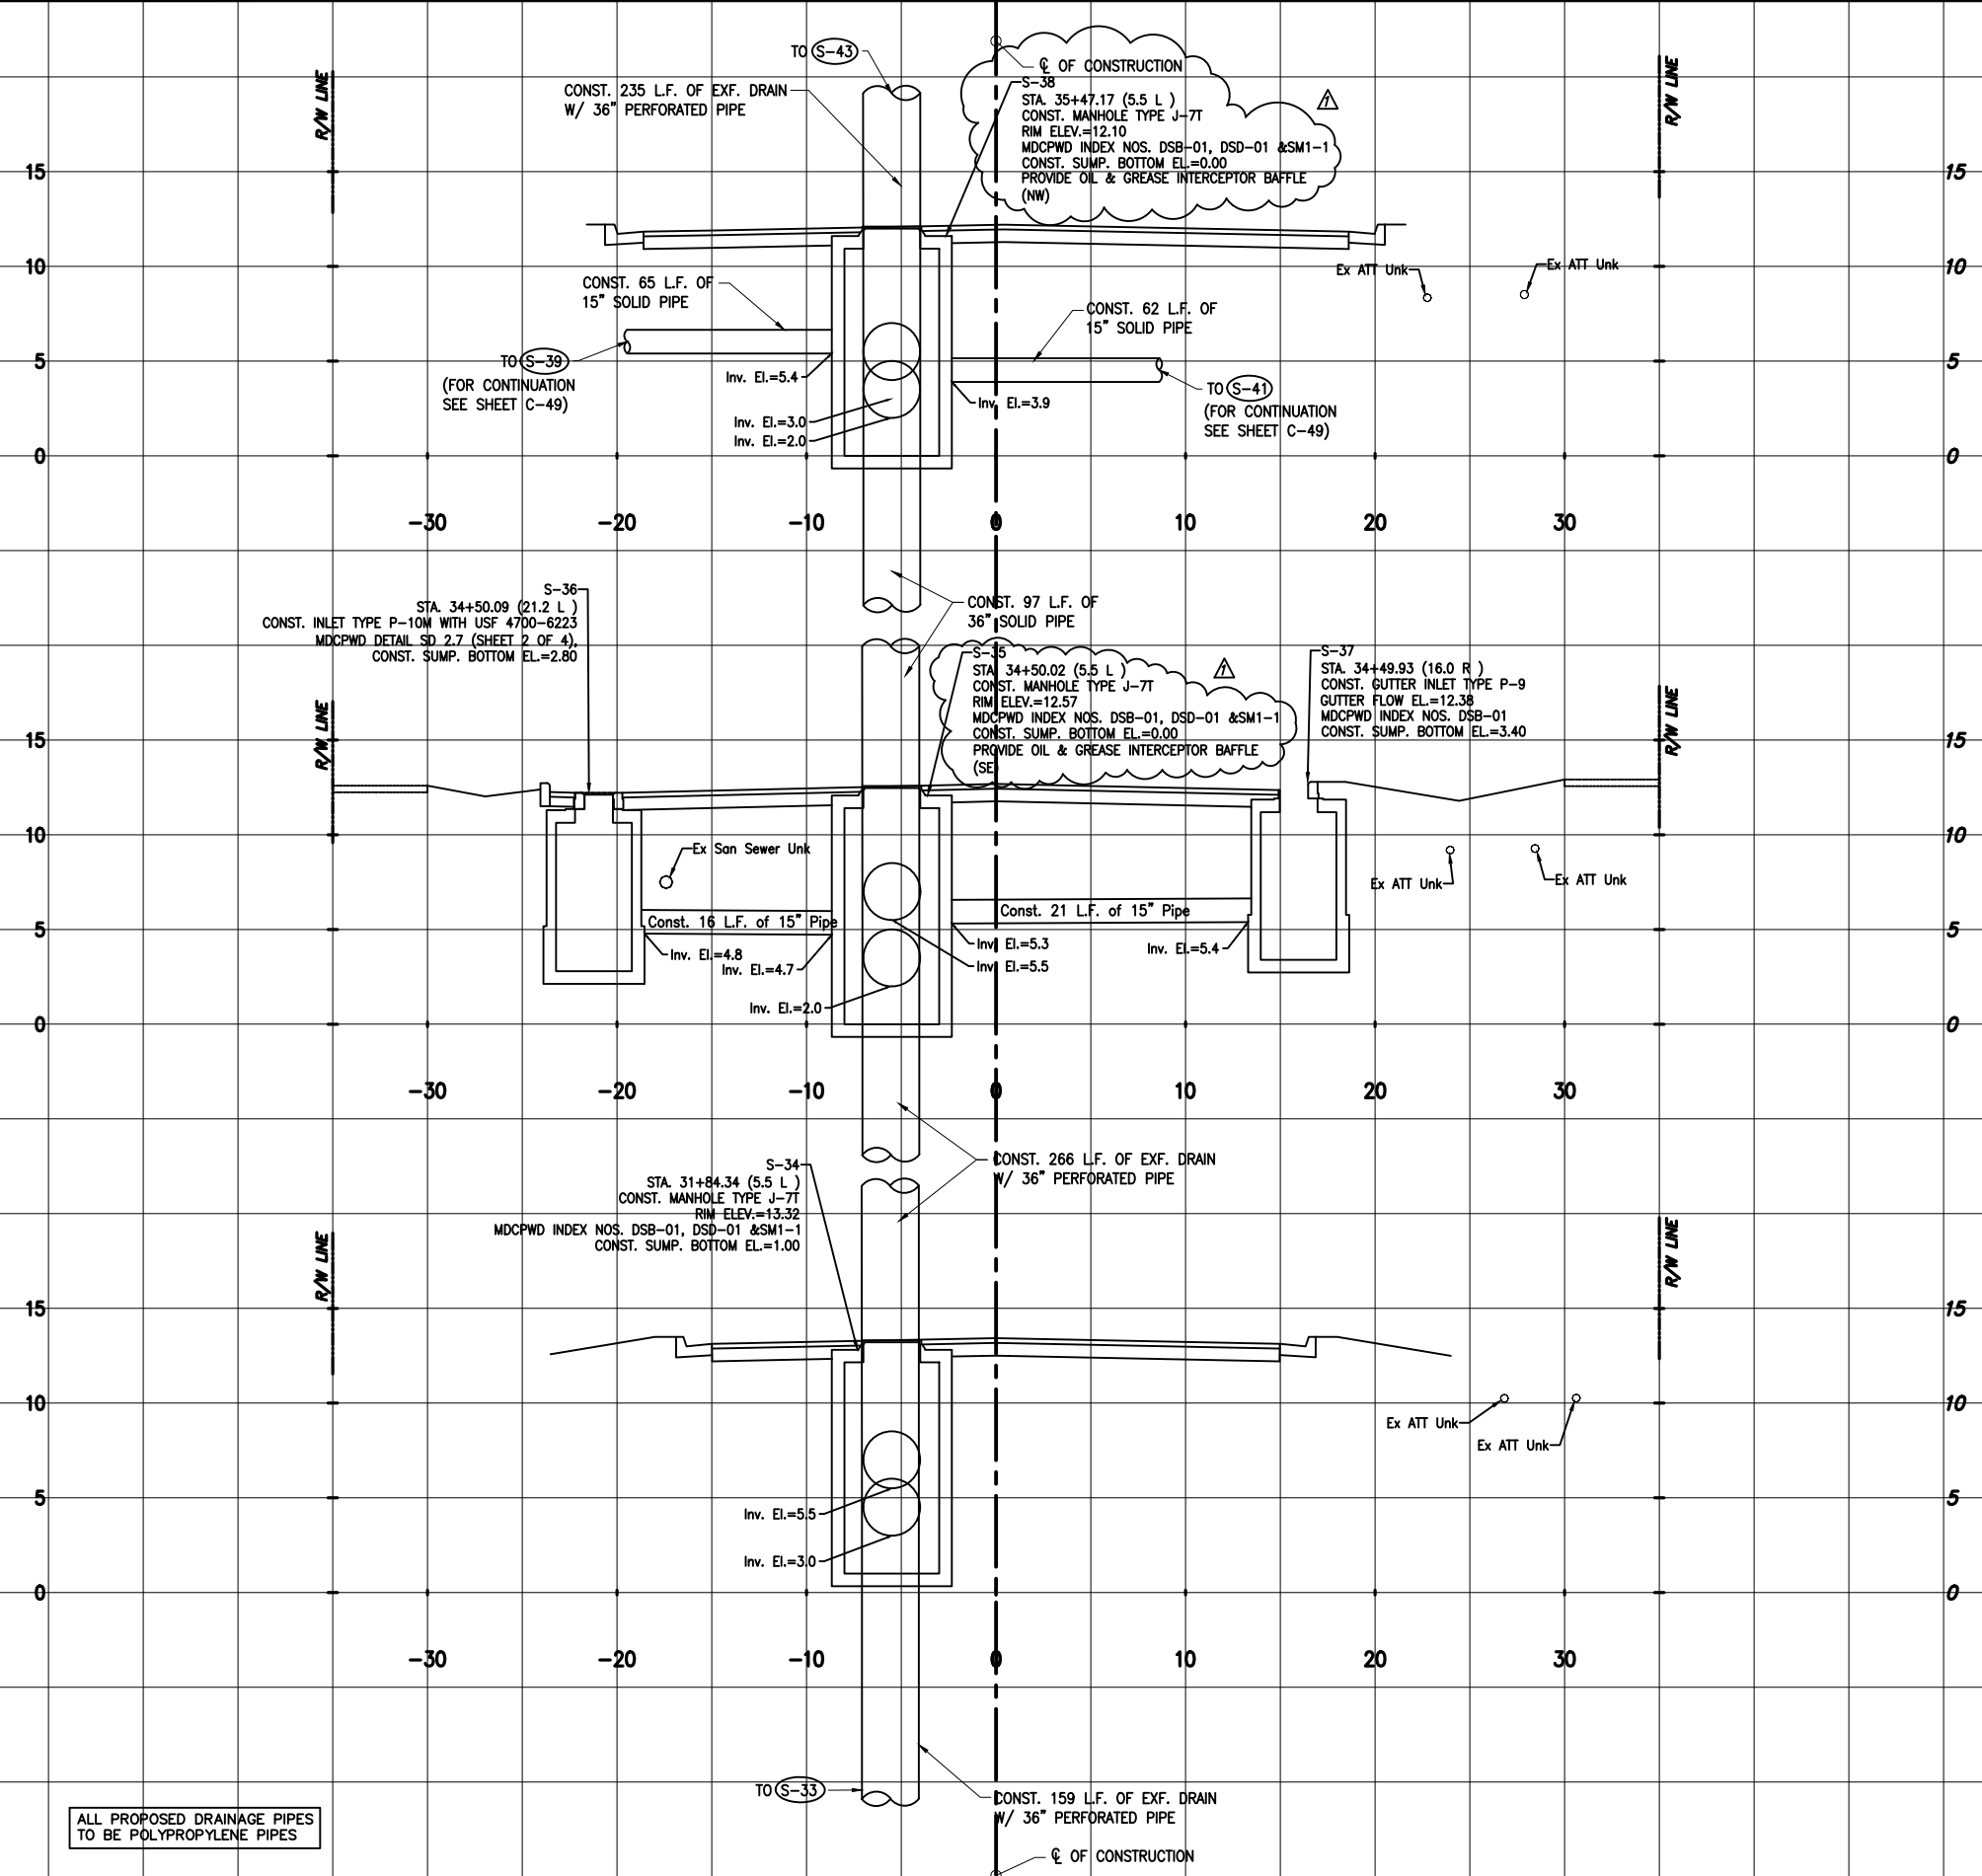 TO S-43
℄ OF CONSTRUCTION
CONST. 235 L.F. OF EXF. DRAIN
W/ 36" PERFORATED PIPE
S-38
STA. 35+47.17 (5.5 L )
CONST. MANHOLE TYPE J-7T
RIM ELEV.=12.10
MDCPWD INDEX NOS. DSB-01, DSD-01 &SM1-1
CONST. SUMP. BOTTOM EL.=0.00
PROVIDE OIL & GREASE INTERCEPTOR BAFFLE
(NW)
1
R/W LINE
R/W LINE
15
15
10
10
5
5
0
0
CONST. 65 L.F. OF
15" SOLID PIPE
TO S-39
(FOR CONTINUATION
SEE SHEET C-49)
Inv. El.=5.4
Inv. El.=3.0
Inv. El.=2.0
CONST. 62 L.F. OF
15" SOLID PIPE
Inv. El.=3.9
TO S-41
(FOR CONTINUATION
SEE SHEET C-49)
Ex ATT Unk
Ex ATT Unk
-30 -20 -10 0 10 20 30
S-36
STA. 34+50.09 (21.2 L )
CONST. INLET TYPE P-10M WITH USF 4700-6223
MDCPWD DETAIL SD 2.7 (SHEET 2 OF 4),
CONST. SUMP. BOTTOM EL.=2.80
CONST. 97 L.F. OF
36" SOLID PIPE
S-35
STA. 34+50.02 (5.5 L )
CONST. MANHOLE TYPE J-7T
RIM ELEV.=12.57
MDCPWD INDEX NOS. DSB-01, DSD-01 &SM1-1
CONST. SUMP. BOTTOM EL.=0.00
PROVIDE OIL & GREASE INTERCEPTOR BAFFLE
(SE)
1
S-37
STA. 34+49.93 (16.0 R )
CONST. GUTTER INLET TYPE P-9
GUTTER FLOW EL.=12.38
MDCPWD INDEX NOS. DSB-01
CONST. SUMP. BOTTOM EL.=3.40
R/W LINE
R/W LINE
15
15
10
10
5
5
0
0
Ex San Sewer Unk
Const. 16 L.F. of 15" Pipe
Inv. El.=4.8
Inv. El.=4.7
Inv. El.=2.0
Const. 21 L.F. of 15" Pipe
Inv. El.=5.3
Inv. El.=5.5
Inv. El.=5.4
Ex ATT Unk
Ex ATT Unk
-30 -20 -10 0 10 20 30
CONST. 266 L.F. OF EXF. DRAIN
W/ 36" PERFORATED PIPE
S-34
STA. 31+84.34 (5.5 L )
CONST. MANHOLE TYPE J-7T
RIM ELEV.=13.32
MDCPWD INDEX NOS. DSB-01, DSD-01 &SM1-1
CONST. SUMP. BOTTOM EL.=1.00
R/W LINE
R/W LINE
15
15
10
10
5
5
0
0
Inv. El.=5.5
Inv. El.=3.0
Ex ATT Unk
Ex ATT Unk
-30 -20 -10 0 10 20 30
TO S-33
CONST. 159 L.F. OF EXF. DRAIN
W/ 36" PERFORATED PIPE
℄ OF CONSTRUCTION
ALL PROPOSED DRAINAGE PIPES
TO BE POLYPROPYLENE PIPES